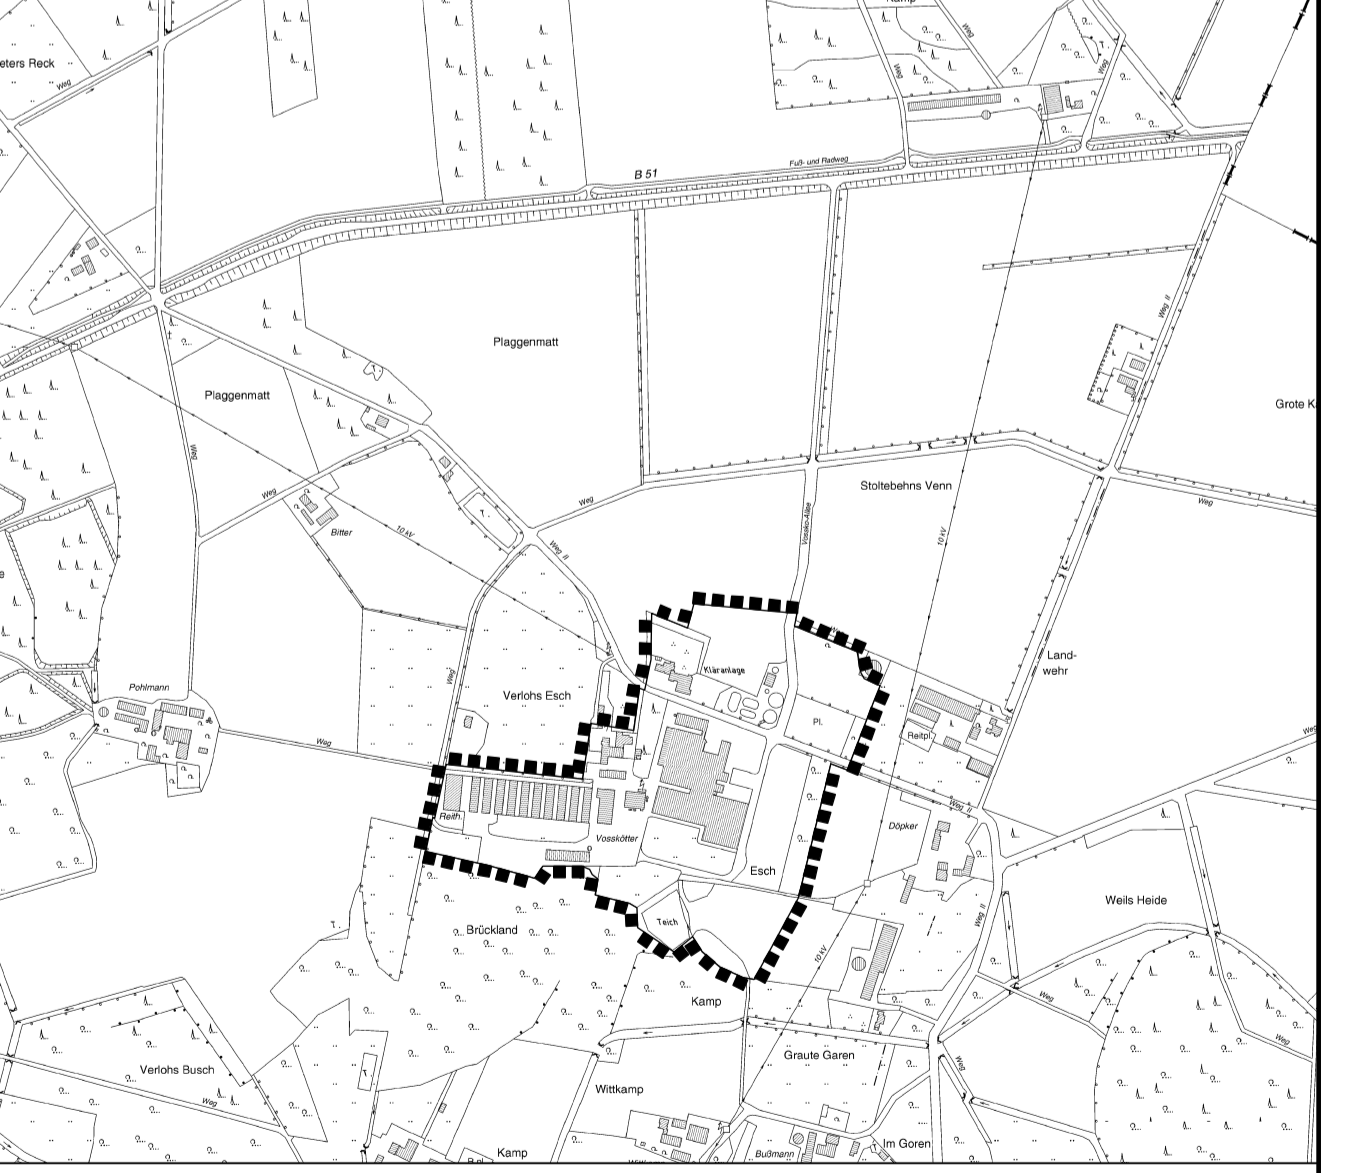 Kamp
Weg
eters Reck
Weg
Weg
Weg
Fuß- und Radweg
B 51
Weg II
Plaggenmatt
Plaggenmatt
Grote K
Weg
Stoltebehns Venn
Weg
Weg
Weg
Vossko-Allee
Bitter
10 kV
10 kV
Weg II
Land-
wehr
Kläranlage
Weg
Pohlmann
Verlohs Esch
Pl.
Reitpl.
Weg
Weg
Weg II
Reith.
Vosskötter
Döpker
Esch
Weils Heide
Teich
Brückland
Weg II
10 kV
Kamp
Weg
Weg
Graute Garen
Verlohs Busch
Weg
Wittkamp
Weg
Im Goren
Kamp
Bußmann